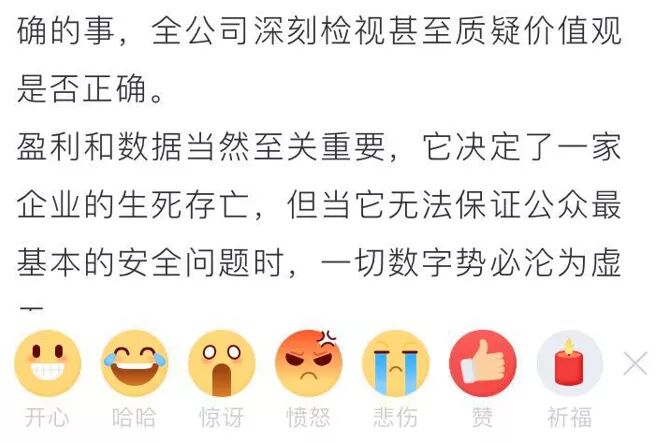 确的事，全公司深刻检视甚至质疑价值观
是否正确。
盈利和数据当然至关重要，它决定了一家
企业的生死存亡，但当它无法保证公众最
基本的安全问题时，一切数字势必沦为虚
开心 哈哈 惊讶 愤怒 悲伤 赞 祈福